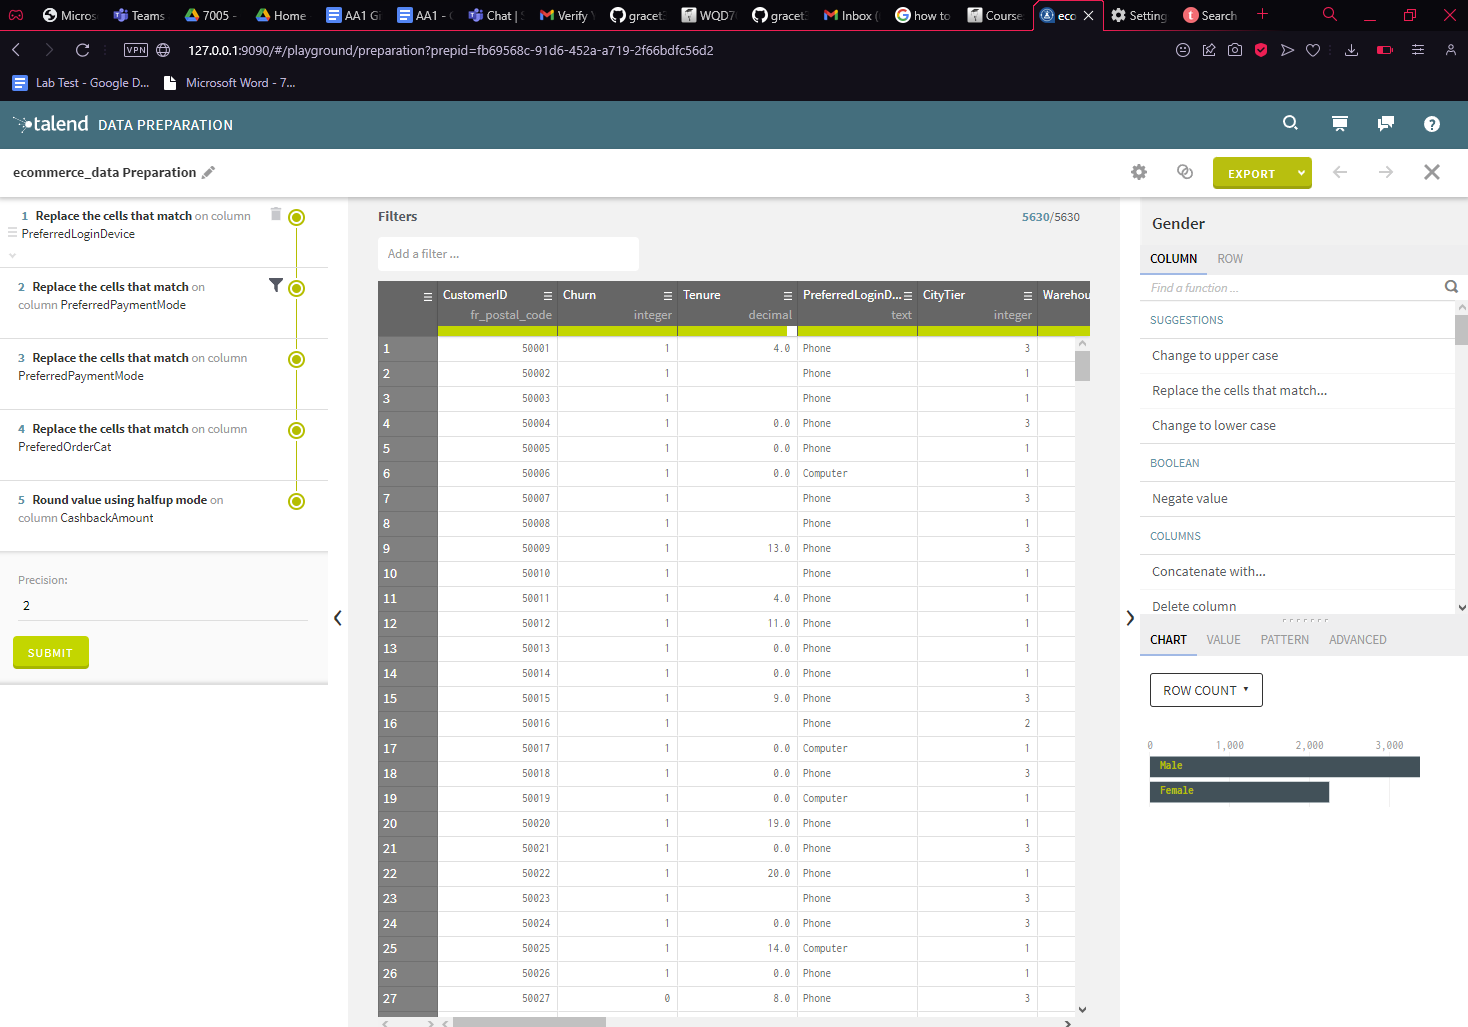 Micros
Teams
7005 -
Home
AA1 Gi
AA1 -
Chat | S
Verify Y
gracet
WQD7
gracet
Inbox (
how to
Course
eco
Setting
Search
VPN
127.0.0.1:9090/#/playground/preparation?prepid=fb69568c-91d6-452a-a719-2f66bdfc56d2
Lab Test - Google D...
Microsoft Word - 7...
talend DATA PREPARATION
ecommerce_data Preparation
EXPORT
1 Replace the cells that match on column
PreferredLoginDevice
2 Replace the cells that match on
column PreferredPaymentMode
3 Replace the cells that match on column
PreferredPaymentMode
4 Replace the cells that match on column
PreferedOrderCat
5 Round value using halfup mode on
column CashbackAmount
Precision:
2
SUBMIT
Filters
5630/5630
Add a filter ...
CustomerID Churn Tenure PreferredLoginD... CityTier Warehou
fr_postal_code integer decimal text integer
1 50001 1 4.0 Phone 3
2 50002 1 Phone 1
3 50003 1 Phone 1
4 50004 1 0.0 Phone 3
5 50005 1 0.0 Phone 1
6 50006 1 0.0 Computer 1
7 50007 1 Phone 3
8 50008 1 Phone 1
9 50009 1 13.0 Phone 3
10 50010 1 Phone 1
11 50011 1 4.0 Phone 1
12 50012 1 11.0 Phone 1
13 50013 1 0.0 Phone 1
14 50014 1 0.0 Phone 1
15 50015 1 9.0 Phone 3
16 50016 1 Phone 2
17 50017 1 0.0 Computer 1
18 50018 1 0.0 Phone 3
19 50019 1 0.0 Computer 1
20 50020 1 19.0 Phone 1
21 50021 1 0.0 Phone 3
22 50022 1 20.0 Phone 1
23 50023 1 Phone 3
24 50024 1 0.0 Phone 3
25 50025 1 14.0 Computer 1
26 50026 1 0.0 Phone 1
27 50027 0 8.0 Phone 3
Gender
COLUMN ROW
Find a function ...
SUGGESTIONS
Change to upper case
Replace the cells that match...
Change to lower case
BOOLEAN
Negate value
COLUMNS
Concatenate with...
Delete column
CHART VALUE PATTERN ADVANCED
ROW COUNT
0 1,000 2,000 3,000
Male
Female